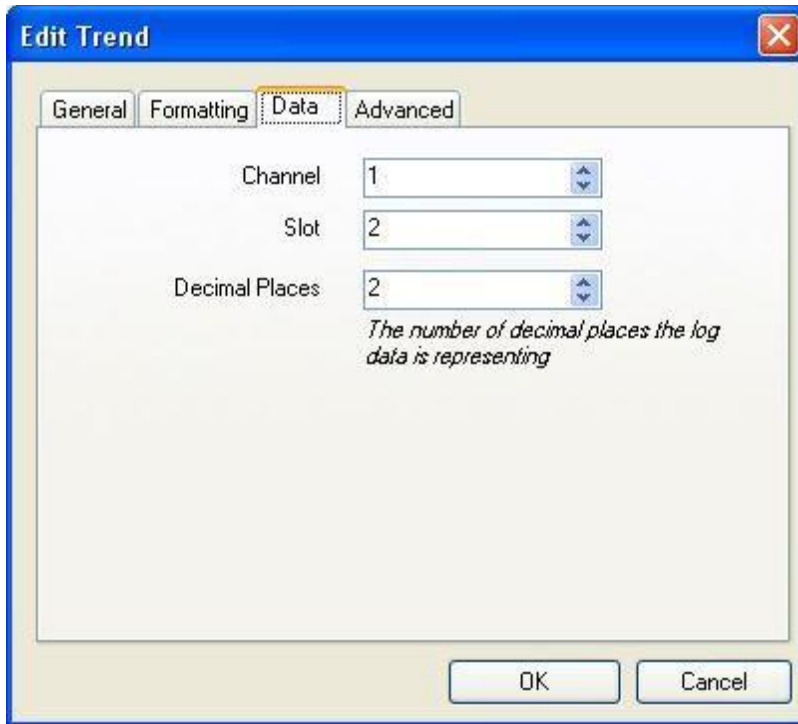 Edit Trend
General Formatting Data Advanced
Channel 1
Slot 2
Decimal Places 2
The number of decimal places the log
data is representing
OK Cancel